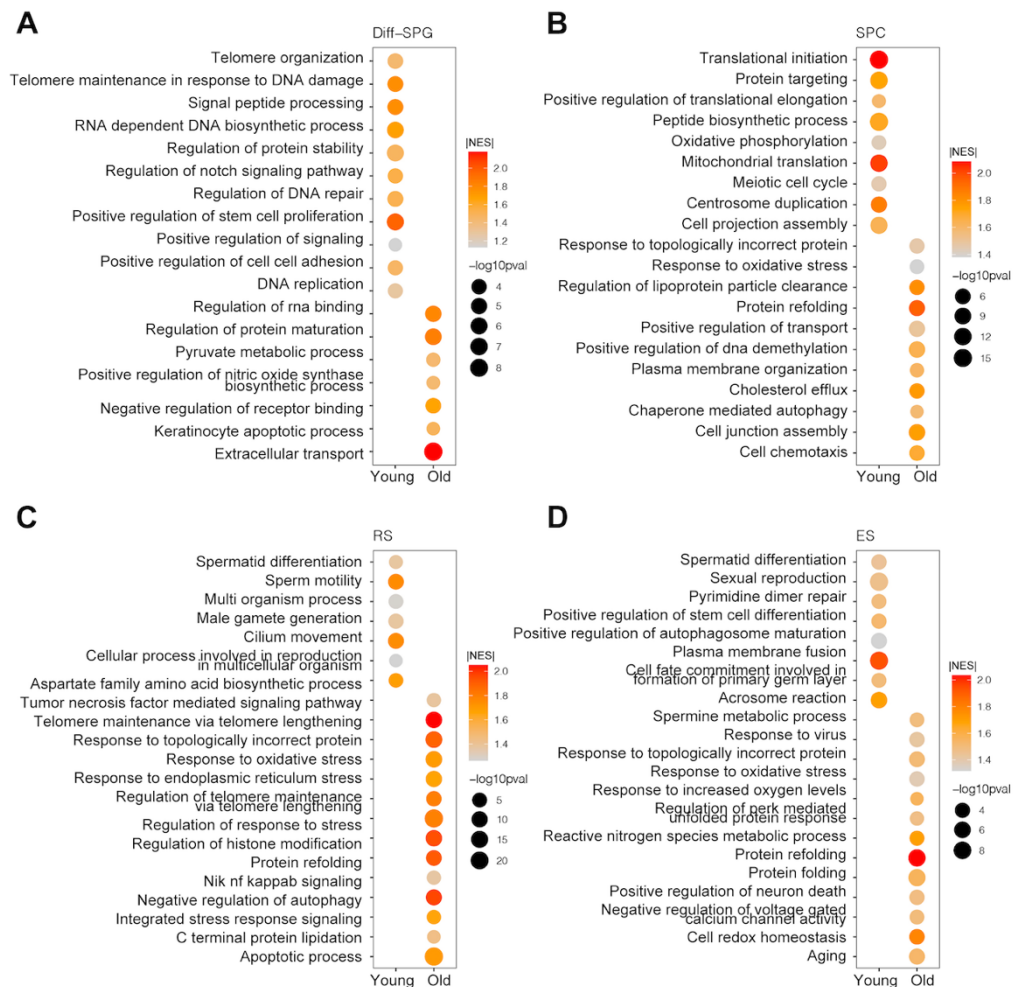 A
Diff-SPG
Telomere organization
Telomere maintenance in response to DNA damage
Signal peptide processing
RNA dependent DNA biosynthetic process
Regulation of protein stability
Regulation of notch signaling pathway
Regulation of DNA repair
Positive regulation of stem cell proliferation
Positive regulation of signaling
Positive regulation of cell cell adhesion
DNA replication
Regulation of rna binding
Regulation of protein maturation
Pyruvate metabolic process
Positive regulation of nitric oxide synthase
biosynthetic process
Negative regulation of receptor binding
Keratinocyte apoptotic process
Extracellular transport
Young Old
|NES|
2.0
1.8
1.6
1.4
1.2
-log10pval
4
5
6
7
8
B
SPC
Translational initiation
Protein targeting
Positive regulation of translational elongation
Peptide biosynthetic process
Oxidative phosphorylation
Mitochondrial translation
Meiotic cell cycle
Centrosome duplication
Cell projection assembly
Response to topologically incorrect protein
Response to oxidative stress
Regulation of lipoprotein particle clearance
Protein refolding
Positive regulation of transport
Positive regulation of dna demethylation
Plasma membrane organization
Cholesterol efflux
Chaperone mediated autophagy
Cell junction assembly
Cell chemotaxis
Young Old
|NES|
2.0
1.8
1.6
1.4
-log10pval
6
9
12
15
C
RS
Spermatid differentiation
Sperm motility
Multi organism process
Male gamete generation
Cilium movement
Cellular process involved in reproduction
in multicellular organism
Aspartate family amino acid biosynthetic process
Tumor necrosis factor mediated signaling pathway
Telomere maintenance via telomere lengthening
Response to topologically incorrect protein
Response to oxidative stress
Response to endoplasmic reticulum stress
Regulation of telomere maintenance
via telomere lengthening
Regulation of response to stress
Regulation of histone modification
Protein refolding
Nik nf kappab signaling
Negative regulation of autophagy
Integrated stress response signaling
C terminal protein lipidation
Apoptotic process
Young Old
|NES|
2.0
1.8
1.6
1.4
-log10pval
5
10
15
20
D
ES
Spermatid differentiation
Sexual reproduction
Pyrimidine dimer repair
Positive regulation of stem cell differentiation
Positive regulation of autophagosome maturation
Plasma membrane fusion
Cell fate commitment involved in
formation of primary germ layer
Acrosome reaction
Spermine metabolic process
Response to virus
Response to topologically incorrect protein
Response to oxidative stress
Response to increased oxygen levels
Regulation of perk mediated
unfolded protein response
Reactive nitrogen species metabolic process
Protein refolding
Protein folding
Positive regulation of neuron death
Negative regulation of voltage gated
calcium channel activity
Cell redox homeostasis
Aging
Young Old
|NES|
2.0
1.8
1.6
1.4
-log10pval
4
6
8